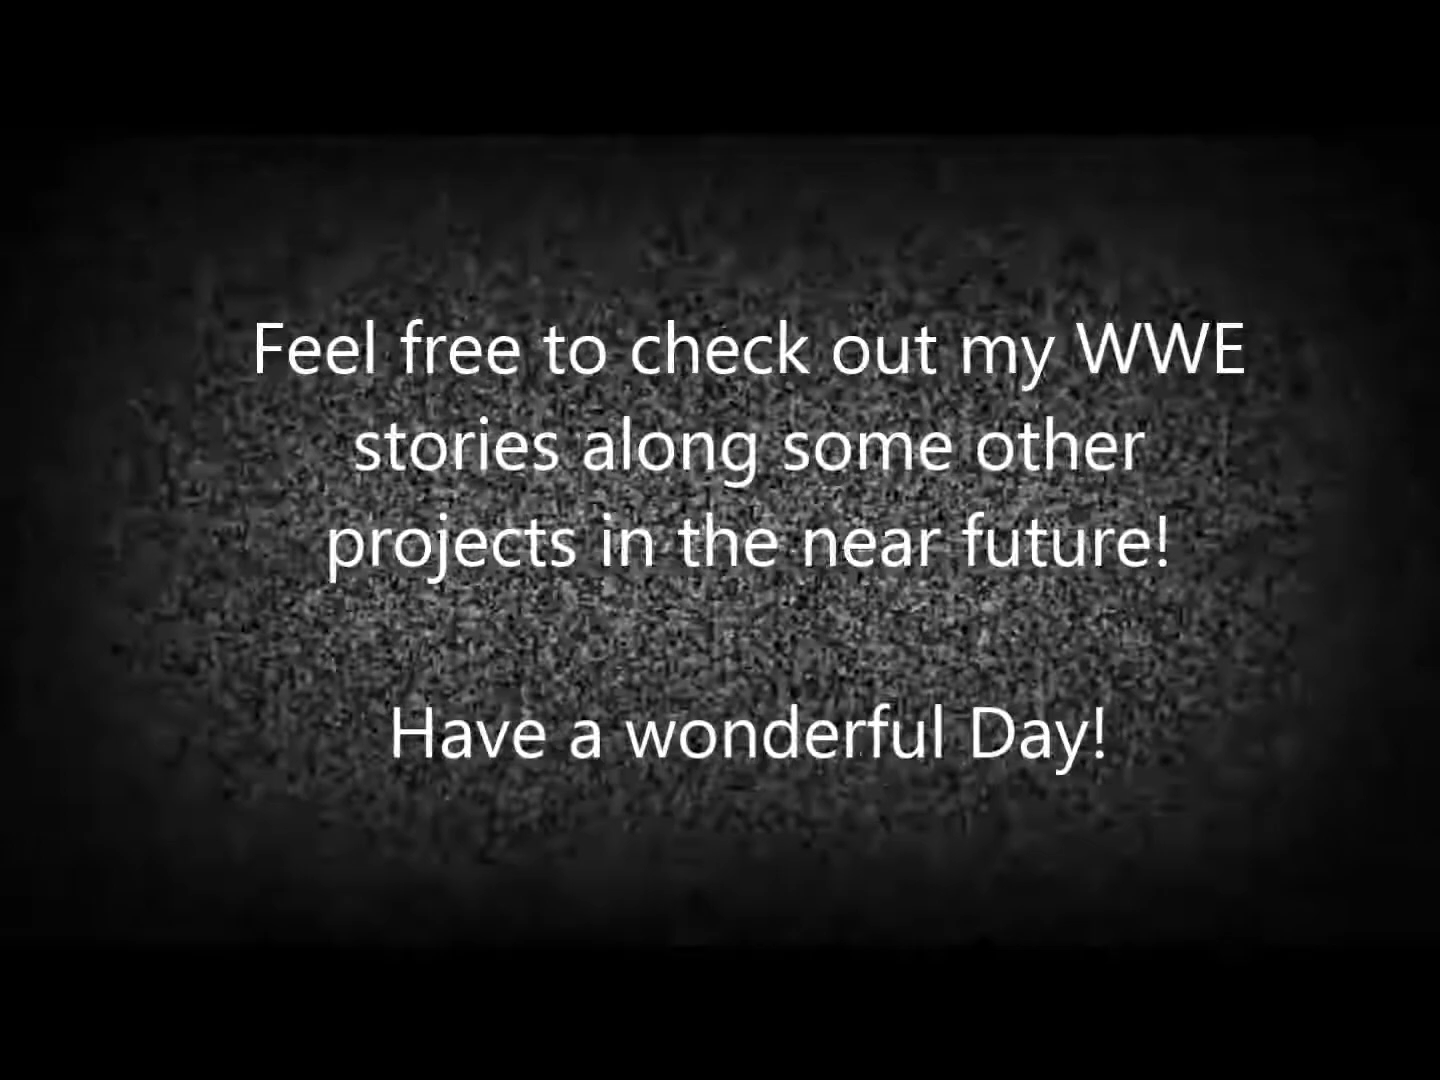 Feel free to check out my WWE
stories along some other
projects in the near future!
Have a wonderful Day!